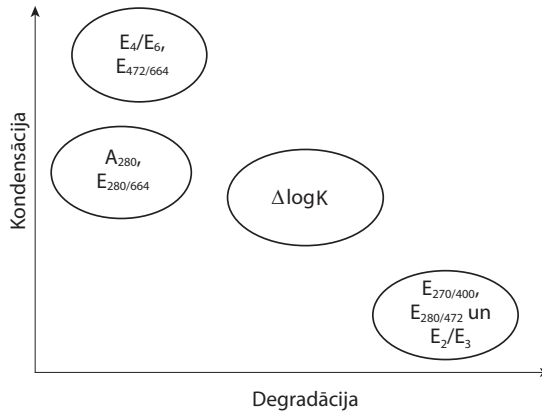 Kondensācija
E₄/E₆,
E₄₇₂/₆₆₄
A₂₈₀,
E₂₈₀/₆₆₄
ΔlogK
E₂₇₀/₄₀₀,
E₂₈₀/₄₇₂ un
E₂/E₃
Degradācija